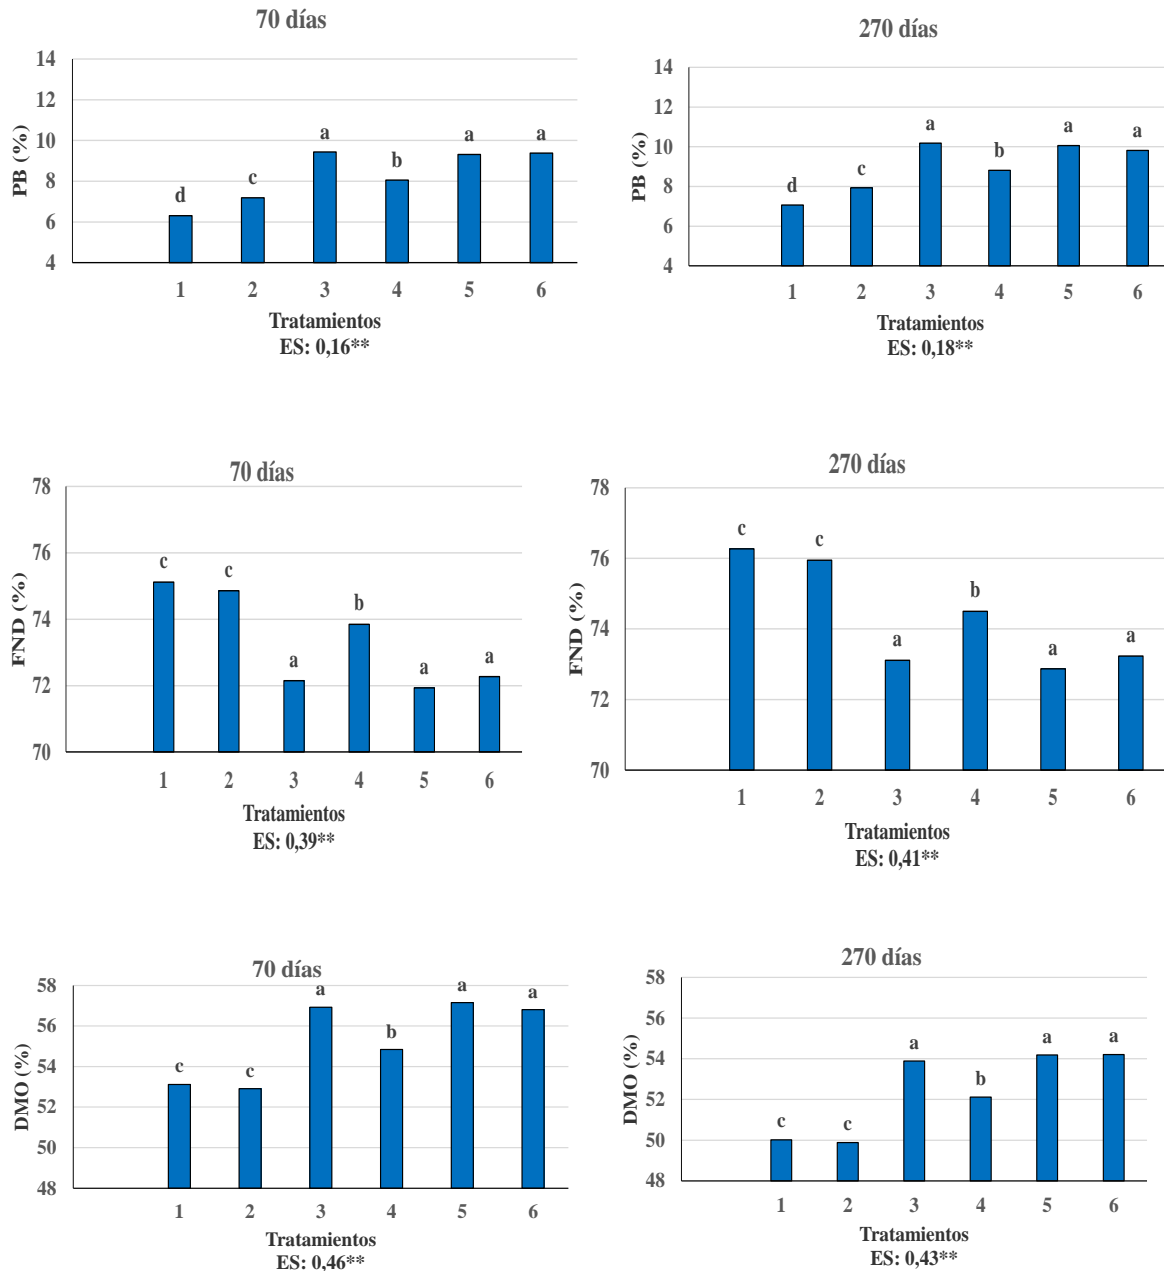 70 días
PB (%)
14
12
10
8
6
4
d
c
a
b
a
a
1 2 3 4 5 6
Tratamientos
ES: 0,16**
270 días
PB (%)
14
12
10
8
6
4
d
c
a
b
a
a
1 2 3 4 5 6
Tratamientos
ES: 0,18**
70 días
FND (%)
78
76
74
72
70
c
c
a
b
a
a
1 2 3 4 5 6
Tratamientos
ES: 0,39**
270 días
FND (%)
78
76
74
72
70
c
c
a
b
a
a
1 2 3 4 5 6
Tratamientos
ES: 0,41**
70 días
DMO (%)
58
56
54
52
50
48
c
c
a
b
a
a
1 2 3 4 5 6
Tratamientos
ES: 0,46**
270 días
DMO (%)
58
56
54
52
50
48
c
c
a
b
a
a
1 2 3 4 5 6
Tratamientos
ES: 0,43**